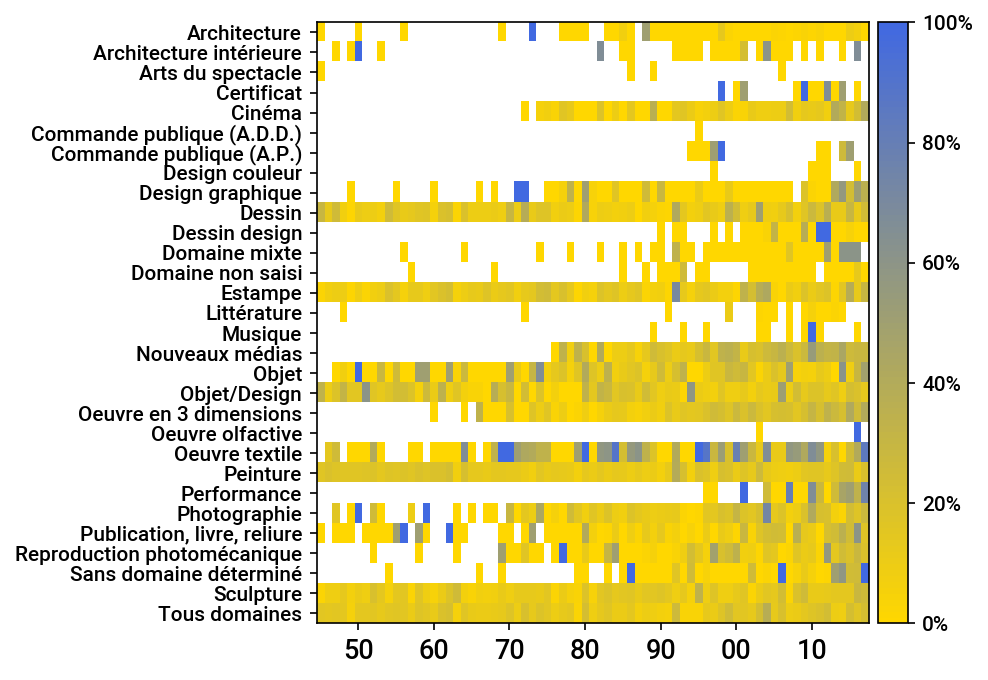 Architecture
Architecture intérieure
Arts du spectacle
Certificat
Cinéma
Commande publique (A.D.D.)
Commande publique (A.P.)
Design couleur
Design graphique
Dessin
Dessin design
Domaine mixte
Domaine non saisi
Estampe
Littérature
Musique
Nouveaux médias
Objet
Objet/Design
Oeuvre en 3 dimensions
Oeuvre olfactive
Oeuvre textile
Peinture
Performance
Photographie
Publication, livre, reliure
Reproduction photomécanique
Sans domaine déterminé
Sculpture
Tous domaines
50 60 70 80 90 00 10
100%
80%
60%
40%
20%
0%